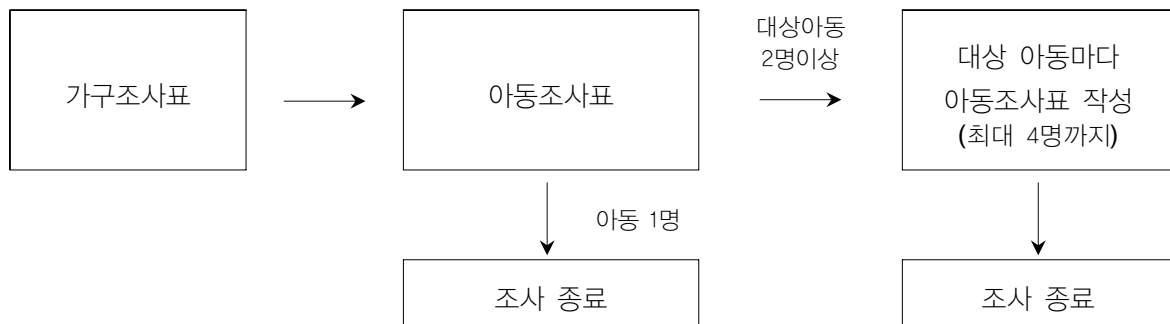 가구조사표
아동조사표
대상아동
2명이상
대상 아동마다
아동조사표 작성
(최대 4명까지)
아동 1명
조사 종료
조사 종료